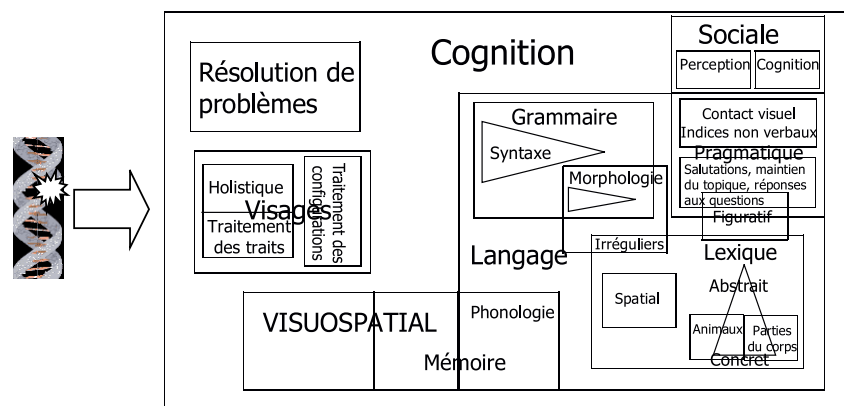 Cognition
Sociale
Perception
Cognition
Résolution de
problèmes
Grammaire
Syntaxe
Morphologie
Contact visuel
Indices non verbaux
Pragmatique
Salutations, maintien
du topique, réponses
aux questions
Figuratif
Holistique
Visages
Traitement
des traits
Traitement des
configurations
Langage
Irréguliers
Lexique
Abstrait
Spatial
Animaux
Parties
du corps
Concret
VISUOSPATIAL
Phonologie
Mémoire